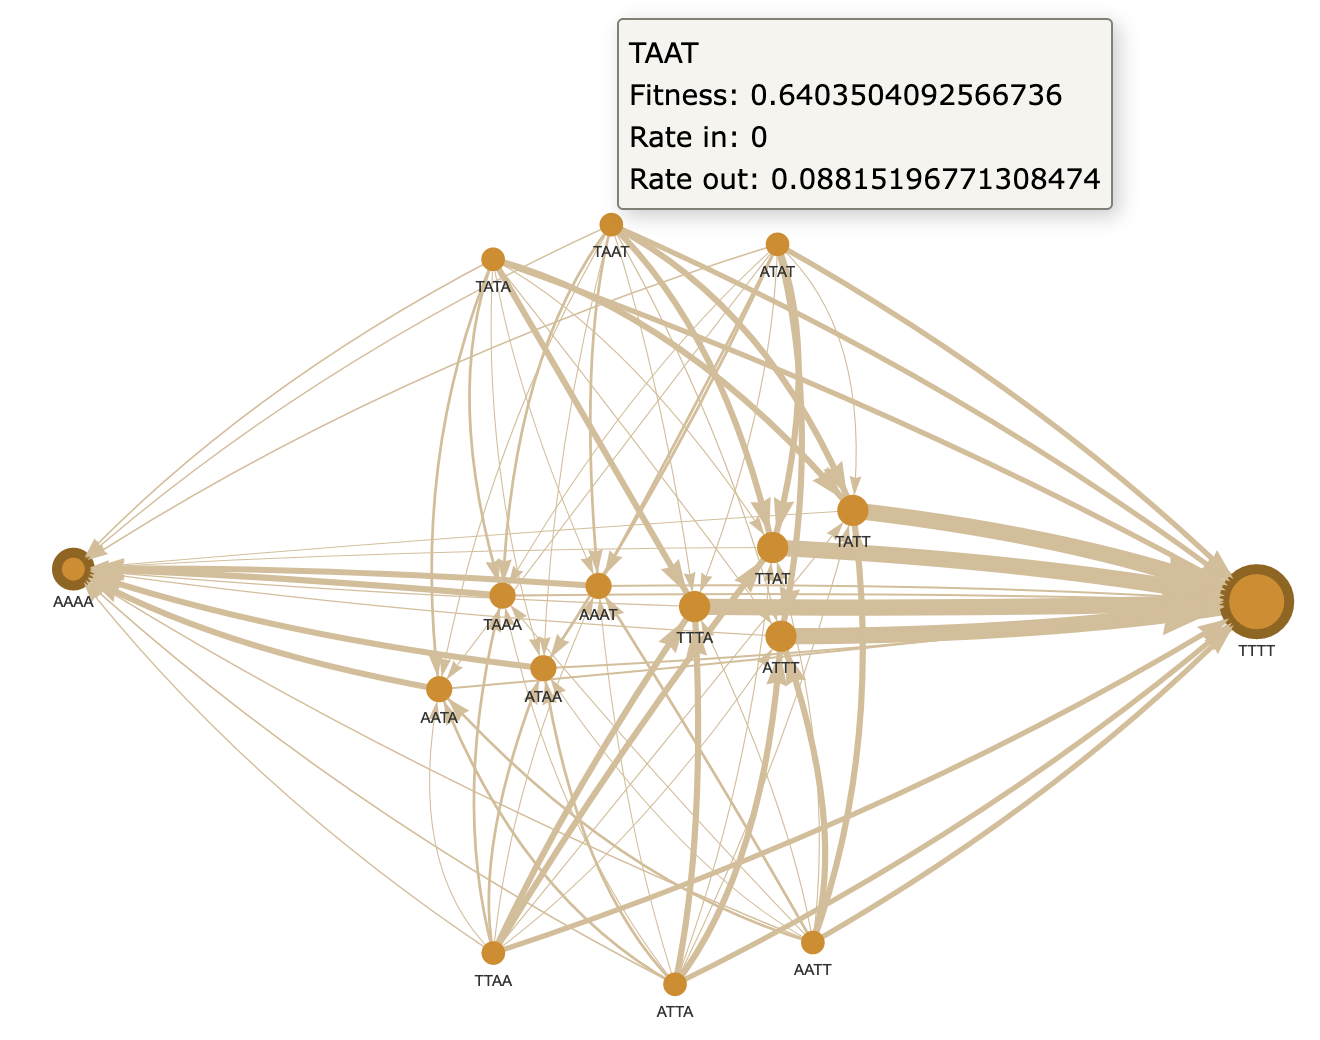 TAAT
Fitness: 0.6403504092566736
Rate in: 0
Rate out: 0.08815196771308474
TAAT
ATAT
TATA
TATT
TTAT
AAAA
AAAT
TAAA
TTTA
TTTT
ATTT
ATAA
AATA
AATT
TTAA
ATTA